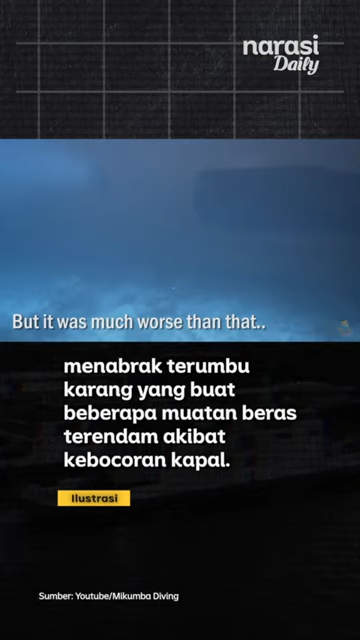 narasi
Daily
But it was much worse than that..
menabrak terumbu
karang yang buat
beberapa muatan beras
terendam akibat
kebocoran kapal.
Ilustrasi
Sumber: Youtube/Mikumba Diving